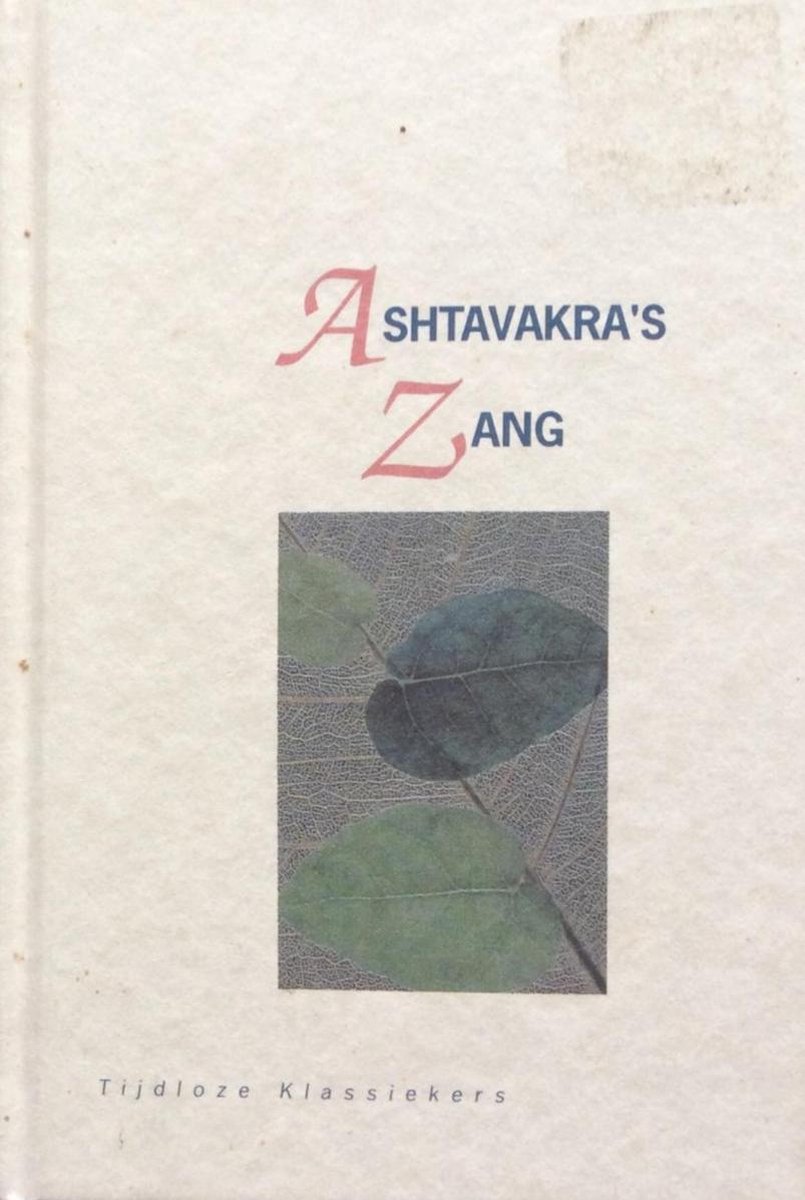 ASHTAVAKRA'S
ZANG
Tijdloze Klassiekers